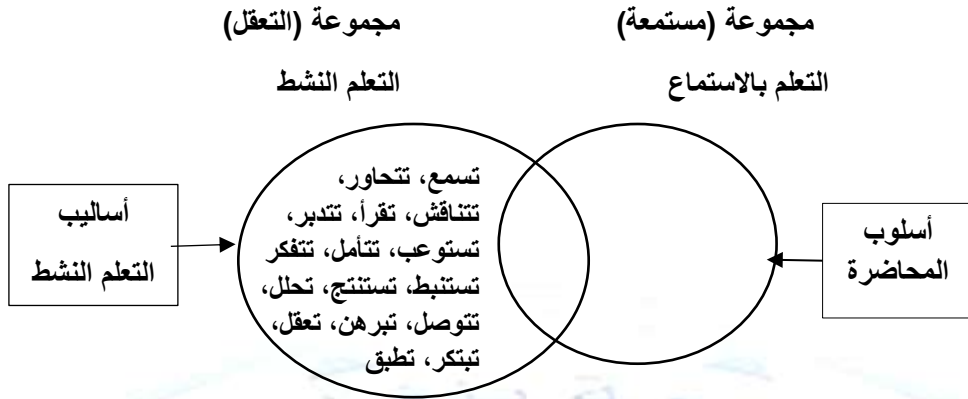 مجموعة (مستمعة)
مجموعة (التعقل)
التعلم بالاستماع
التعلم النشط
تسمع، تتحاور،
تتناقش، تقرأ، تتدبر،
تستوعب، تتأمل، تتفكر
تستنبط، تستنتج، تحلل،
تتوصل، تبرهن، تعقل،
تبتكر، تطبق
أسلوب
المحاضرة
أساليب
التعلم النشط